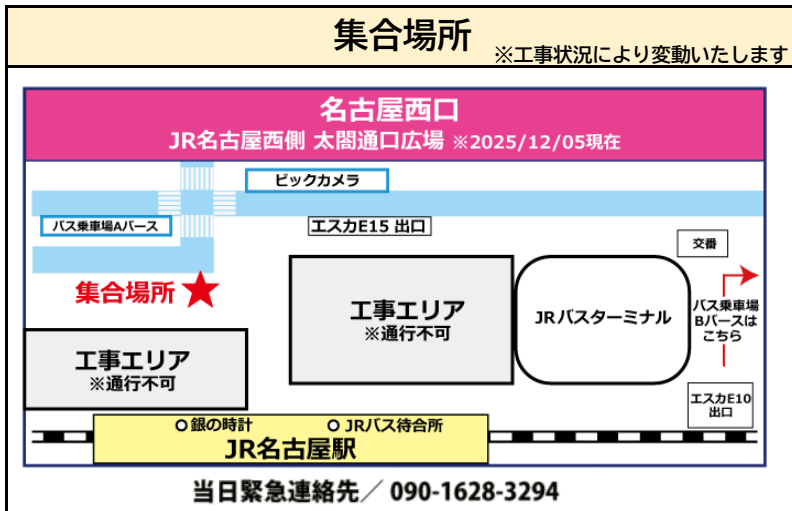 集合場所 ※工事状況により変動いたします
名古屋西口
JR名古屋西側 太閤通口広場 ※2025/12/05現在
ビックカメラ
バス乗車場Aバース
エスカE15 出口
交番
集合場所 ★
工事エリア
※通行不可
JRバスターミナル
バス乗車場
Bバースは
こちら
工事エリア
※通行不可
エスカE10
出口
銀の時計
JRバス待合所
JR名古屋駅
当日緊急連絡先／ 090-1628-3294